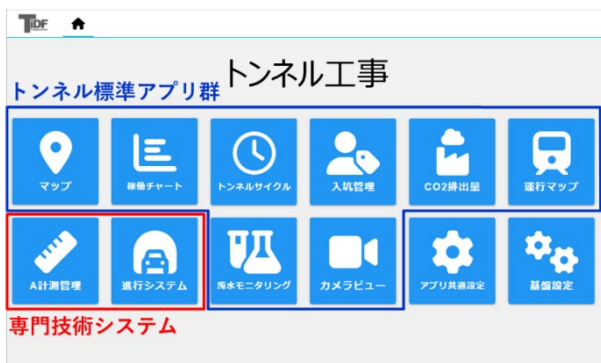 TiDF
トンネル工事
トンネル標準アプリ群
マップ
稼働チャート
トンネルサイクル
入坑管理
CO2排出量
運行マップ
A計測管理
進行システム
濁水モニタリング
カメラビュー
アプリ共通設定
基盤設定
専門技術システム